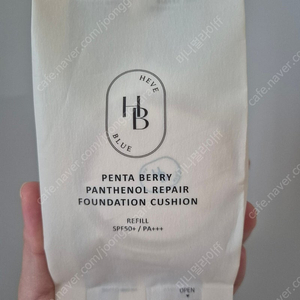 HEVE
HB
BLUE
PENTA BERRY
PANTHENOL REPAIR
FOUNDATION CUSHION
REFILL
SPF50+ / PA+++
OPEN